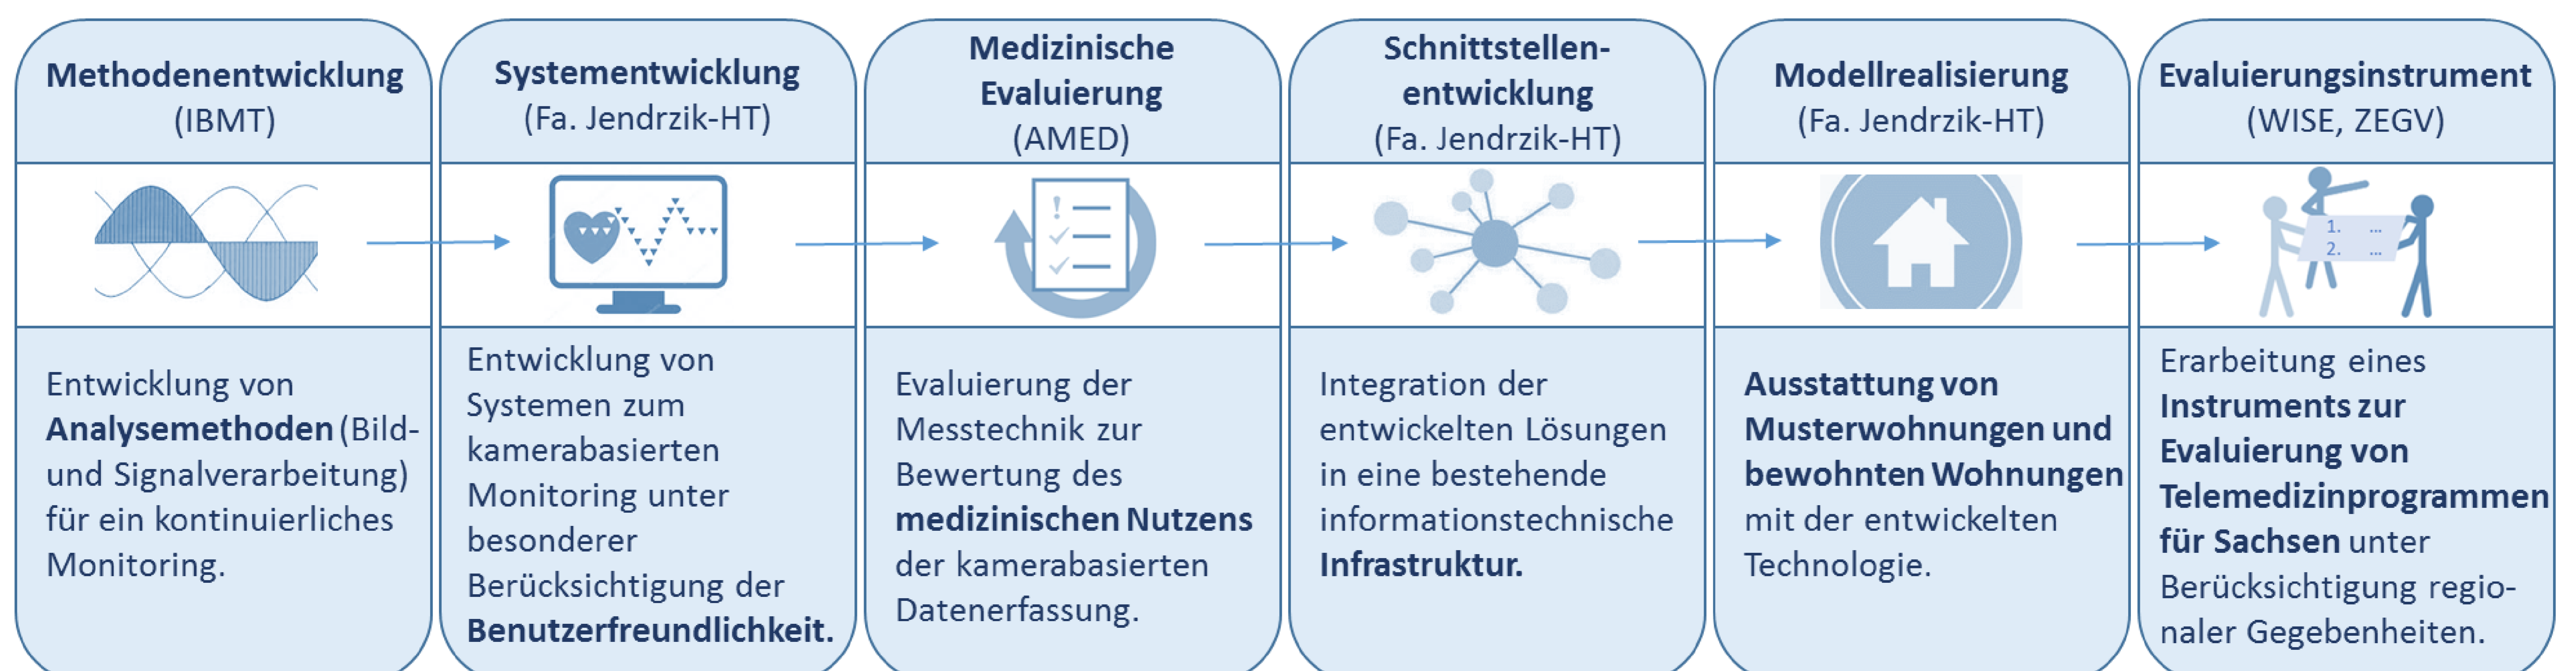 Methodenentwicklung
(IBMT)
Entwicklung von
Analysemethoden (Bild-
und Signalverarbeitung)
für ein kontinuierliches
Monitoring.
Systementwicklung
(Fa. Jendrzik-HT)
Entwicklung von
Systemen zum
kamerabasierten
Monitoring unter
besonderer
Berücksichtigung der
Benutzerfreundlichkeit.
Medizinische
Evaluierung
(AMED)
Evaluierung der
Messtechnik zur
Bewertung des
medizinischen Nutzens
der kamerabasierten
Datenerfassung.
Schnittstellen-
entwicklung
(Fa. Jendrzik-HT)
Integration der
entwickelten Lösungen
in eine bestehende
informationstechnische
Infrastruktur.
Modellrealisierung
(Fa. Jendrzik-HT)
Ausstattung von
Musterwohnungen und
bewohnten Wohnungen
mit der entwickelten
Technologie.
Evaluierungsinstrument
(WISE, ZEGV)
1. ...
2. ...
Erarbeitung eines
Instruments zur
Evaluierung von
Telemedizinprogrammen
für Sachsen unter
Berücksichtigung regio-
naler Gegebenheiten.